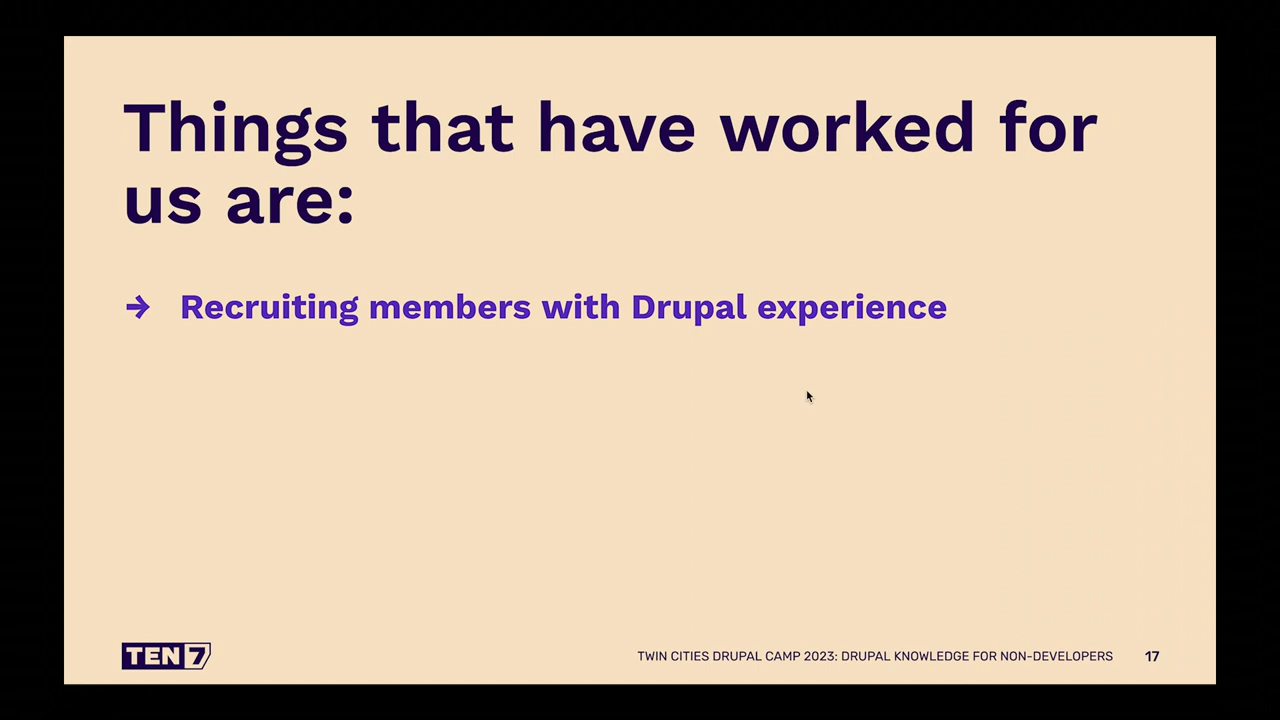 Things that have worked for
us are:
→ Recruiting members with Drupal experience
TEN7
TWIN CITIES DRUPAL CAMP 2023: DRUPAL KNOWLEDGE FOR NON-DEVELOPERS 17